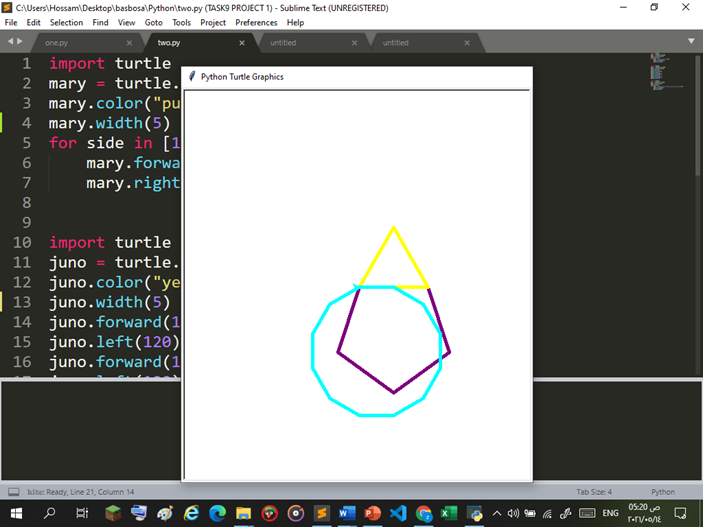 C:\Users\Hossam\Desktop\basbosa\Python\two.py (TASK9 PROJECT 1) - Sublime Text (UNREGISTERED)
File Edit Selection Find View Goto Tools Project Preferences Help
one.py × two.py × untitled × untitled ×
Python Turtle Graphics
1 import turtle
2 mary = turtle.
3 mary.color("pu
4 mary.width(5)
5 for side in [1
6 mary.forwa
7 mary.right
8
9
10 import turtle
11 juno = turtle.
12 juno.color("ye
13 juno.width(5)
14 juno.forward(1
15 juno.left(120)
16 juno.forward(1
17
Ready, Line 21, Column 14 Tab Size: 4 Python
ENG 05:20 ص
٢٠٢١/٠٥/١٤